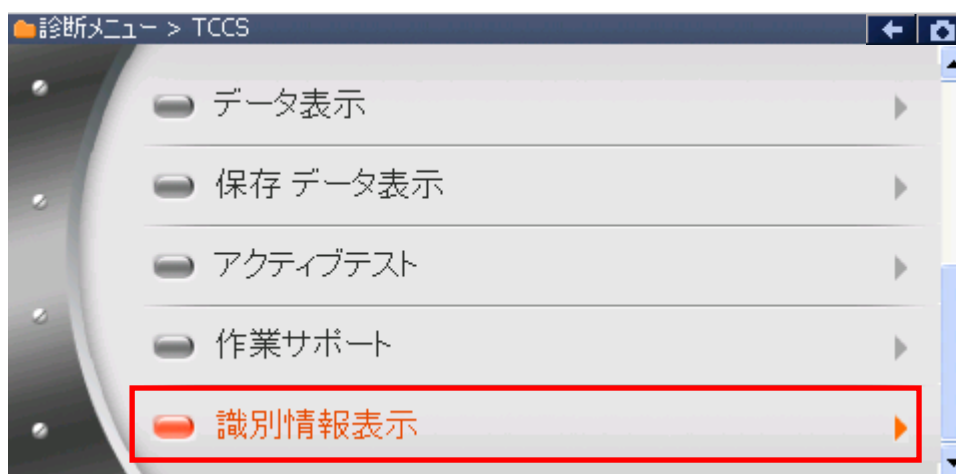 診断メニュー > TCCS
データ表示
保存 データ表示
アクティブテスト
作業サポート
識別情報表示